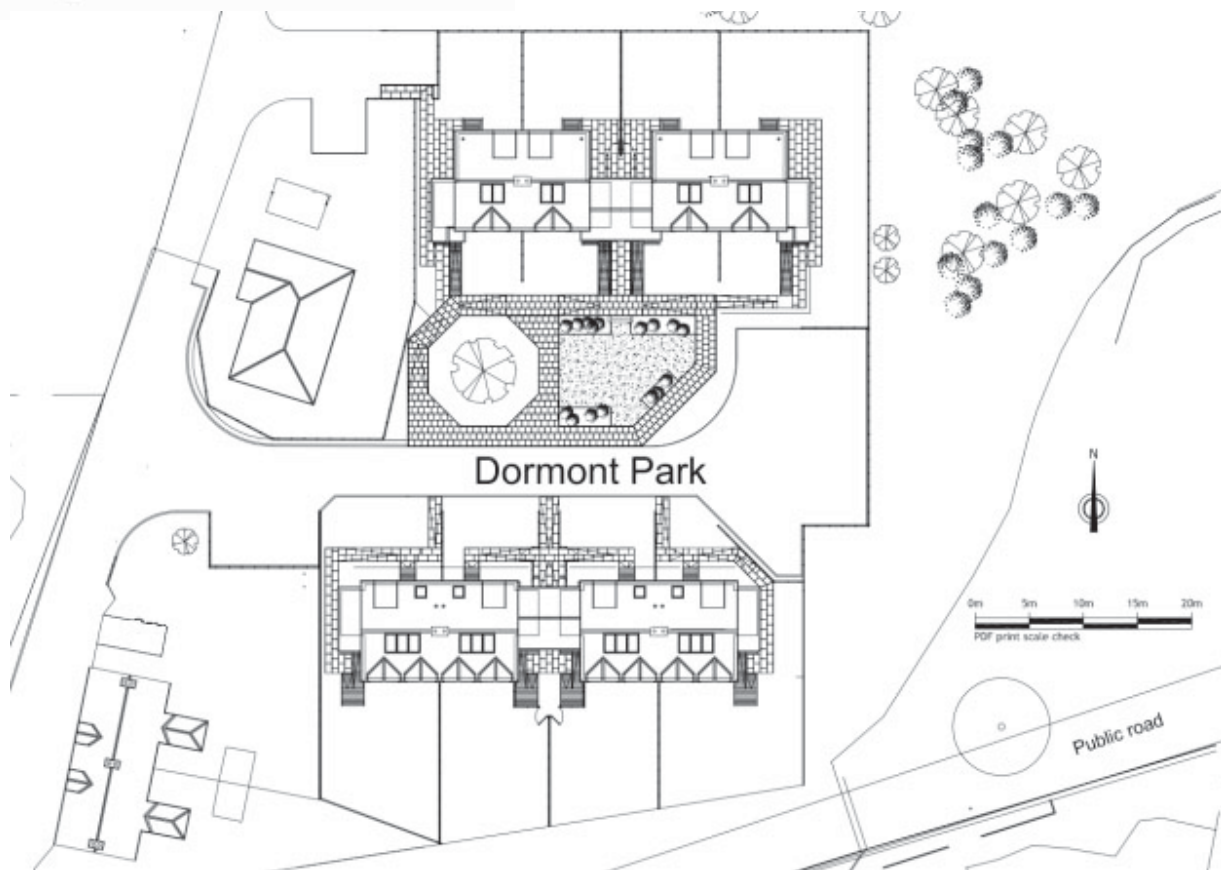 Dormont Park
N
0m 5m 10m 15m 20m
PDF print scale check
Public road